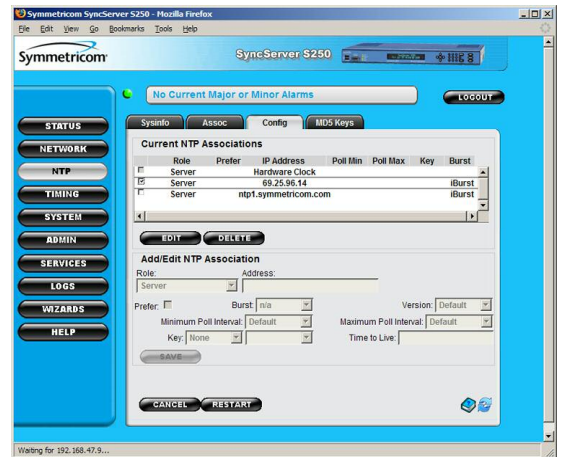 Symmetricom SyncServer S250 - Mozilla Firefox
File Edit View Go Bookmarks Tools Help
Symmetricom
SyncServer S250
No Current Major or Minor Alarms
LOGOUT
STATUS
NETWORK
NTP
TIMING
SYSTEM
ADMIN
SERVICES
LOGS
WIZARDS
HELP
Sysinfo Assoc Config MD5 Keys
Current NTP Associations
Role Prefer IP Address Poll Min Poll Max Key Burst
Server Hardware Clock
Server 69.25.96.14 iBurst
Server ntp1.symmetricom.com iBurst
EDIT DELETE
Add/Edit NTP Association
Role: Address:
Server
Prefer: Burst: n/a Version: Default
Minimum Poll Interval: Default Maximum Poll Interval: Default
Key: None Time to Live:
SAVE
CANCEL RESTART
Waiting for 192.168.47.9...